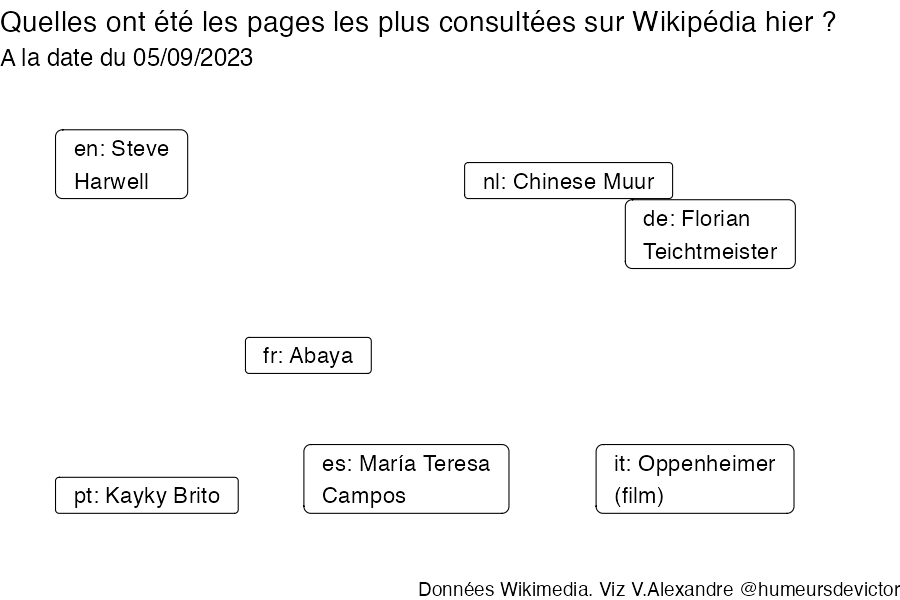 Quelles ont été les pages les plus consultées sur Wikipédia hier ?
A la date du 05/09/2023
en: Steve
Harwell
nl: Chinese Muur
de: Florian
Teichtmeister
fr: Abaya
es: María Teresa
Campos
it: Oppenheimer
(film)
pt: Kayky Brito
Données Wikimedia. Viz V.Alexandre @humeursdevictor